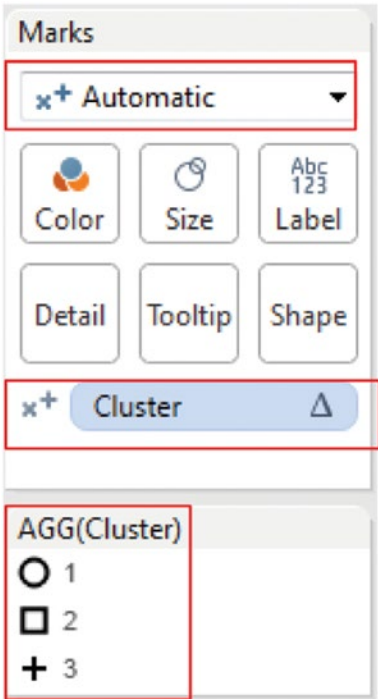 Marks
Automatic
Color Size Abc 123 Label
Detail Tooltip Shape
Cluster Δ
AGG(Cluster)
1
2
3